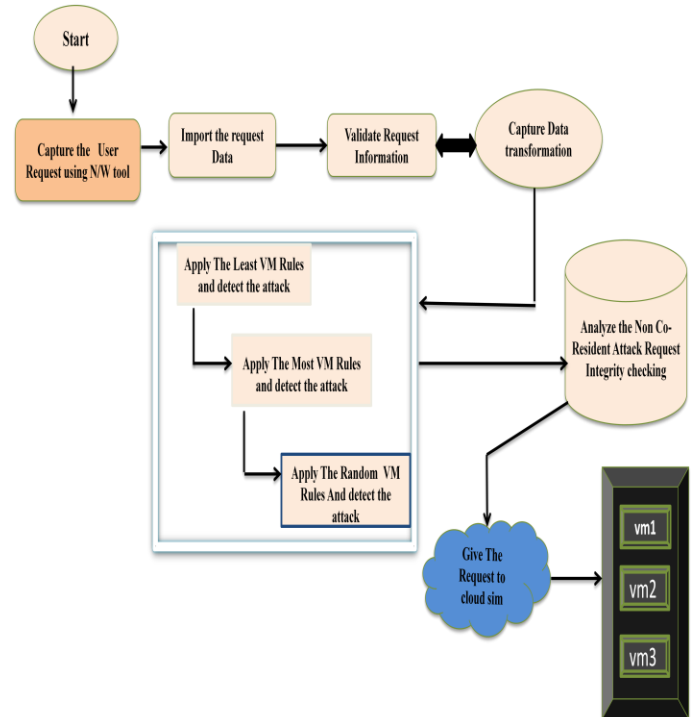 Start
Capture the User
Request using N/W tool
Import the request
Data
Validate Request
Information
Capture Data
transformation
Apply The Least VM Rules
and detect the attack
Apply The Most VM Rules
and detect the attack
Apply The Random VM
Rules And detect the
attack
Analyze the Non Co-
Resident Attack Request
Integrity checking
Give The
Request to
cloud sim
vm1
vm2
vm3